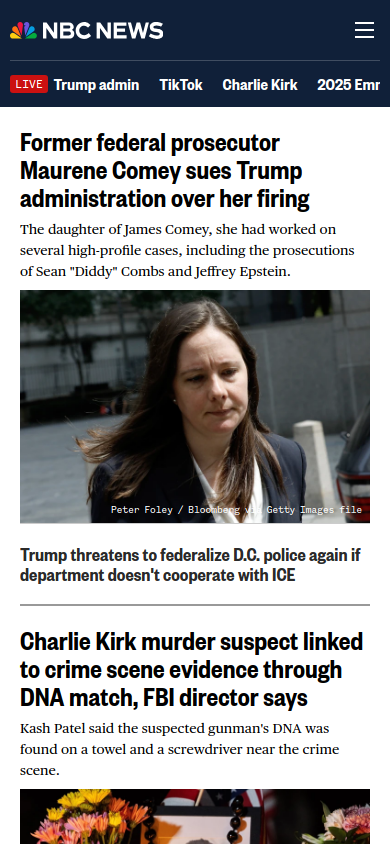 NBC NEWS
LIVE Trump admin TikTok Charlie Kirk 2025 Emr
Former federal prosecutor
Maurene Comey sues Trump
administration over her firing
The daughter of James Comey, she had worked on
several high-profile cases, including the prosecutions
of Sean "Diddy" Combs and Jeffrey Epstein.
Peter Foley / Bloomberg via Getty Images file
Trump threatens to federalize D.C. police again if
department doesn't cooperate with ICE
Charlie Kirk murder suspect linked
to crime scene evidence through
DNA match, FBI director says
Kash Patel said the suspected gunman's DNA was
found on a towel and a screwdriver near the crime
scene.